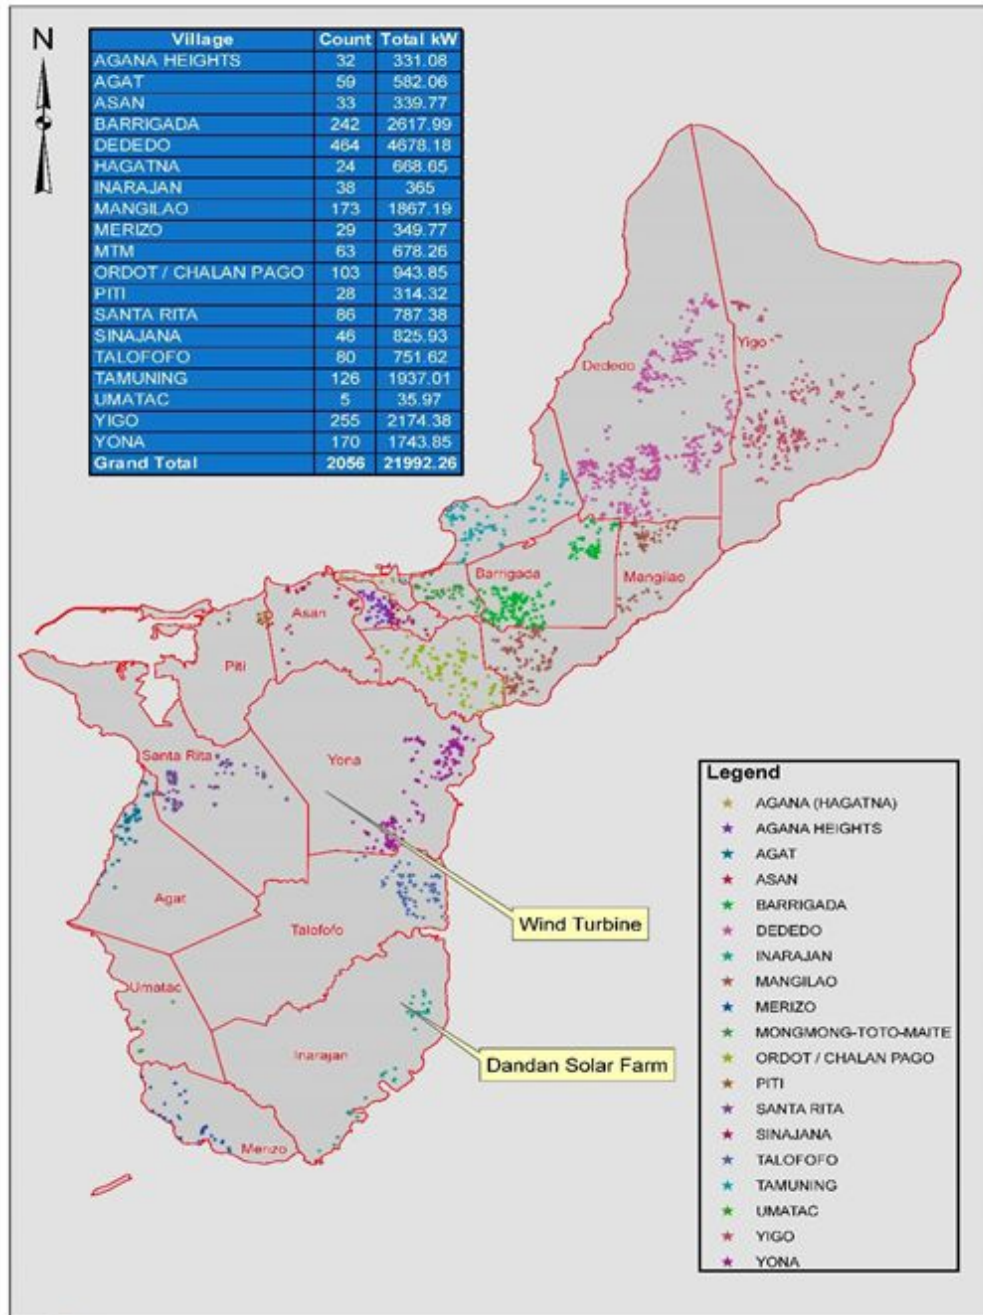 N
Village Count Total kW
AGANA HEIGHTS 32 331.08
AGAT 59 582.06
ASAN 33 339.77
BARRIGADA 242 2617.99
DEDEDO 464 4678.18
HAGATNA 24 668.65
INARAJAN 38 365
MANGILAO 173 1867.19
MERIZO 29 349.77
MTM 63 678.26
ORDOT / CHALAN PAGO 103 943.85
PITI 28 314.32
SANTA RITA 86 787.38
SINAJANA 46 825.93
TALOFOFO 80 751.62
TAMUNING 126 1937.01
UMATAC 5 35.97
YIGO 255 2174.38
YONA 170 1743.85
Grand Total 2056 21992.26
Yigo
Dededo
Barrigada
Mangilao
Asan
Piti
Santa Rita
Yona
Agat
Wind Turbine
Talofofo
Umatac
Inarajan
Dandan Solar Farm
Merizo
Legend
AGANA (HAGATNA)
AGANA HEIGHTS
AGAT
ASAN
BARRIGADA
DEDEDO
INARAJAN
MANGILAO
MERIZO
MONGMONG-TOTO-MAITE
ORDOT / CHALAN PAGO
PITI
SANTA RITA
SINAJANA
TALOFOFO
TAMUNING
UMATAC
YIGO
YONA